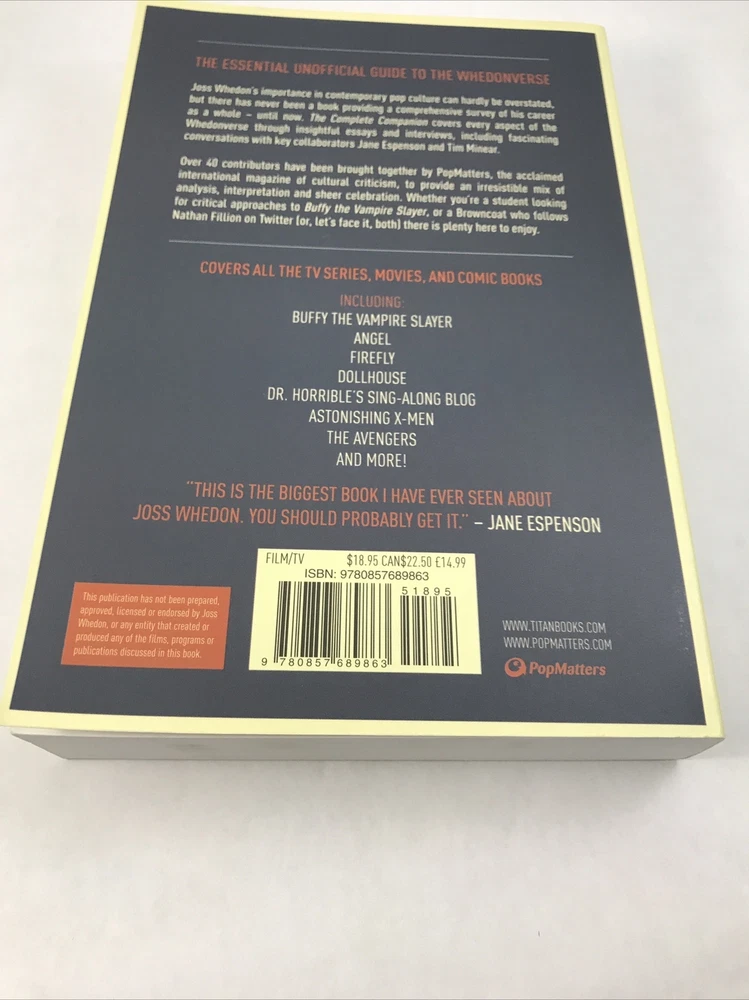 THE ESSENTIAL UNOFFICIAL GUIDE TO THE WHEDONVERSE
Joss Whedon's importance in contemporary pop culture can hardly be overstated,
but there has never been a book providing a comprehensive survey of his career
as a whole – until now. The Complete Companion covers every aspect of the
Whedonverse through insightful essays and interviews, including fascinating
conversations with key collaborators Jane Espenson and Tim Minear.
Over 40 contributors have been brought together by PopMatters, the acclaimed
international magazine of cultural criticism, to provide an irresistible mix of
analysis, interpretation and sheer celebration. Whether you're a student looking
for critical approaches to Buffy the Vampire Slayer, or a Browncoat who follows
Nathan Fillion on Twitter (or, let's face it, both) there is plenty here to enjoy.
COVERS ALL THE TV SERIES, MOVIES, AND COMIC BOOKS
INCLUDING:
BUFFY THE VAMPIRE SLAYER
ANGEL
FIREFLY
DOLLHOUSE
DR. HORRIBLE'S SING-ALONG BLOG
ASTONISHING X-MEN
THE AVENGERS
AND MORE!
"THIS IS THE BIGGEST BOOK I HAVE EVER SEEN ABOUT
JOSS WHEDON. YOU SHOULD PROBABLY GET IT." – JANE ESPENSON
FILM/TV $18.95 CAN$22.50 £14.99
ISBN: 9780857689863
51895
9 780857 689863
This publication has not been prepared,
approved, licensed or endorsed by Joss
Whedon, or any entity that created or
produced any of the films, programs or
publications discussed in this book.
WWW.TITANBOOKS.COM
WWW.POPMATTERS.COM
PopMatters